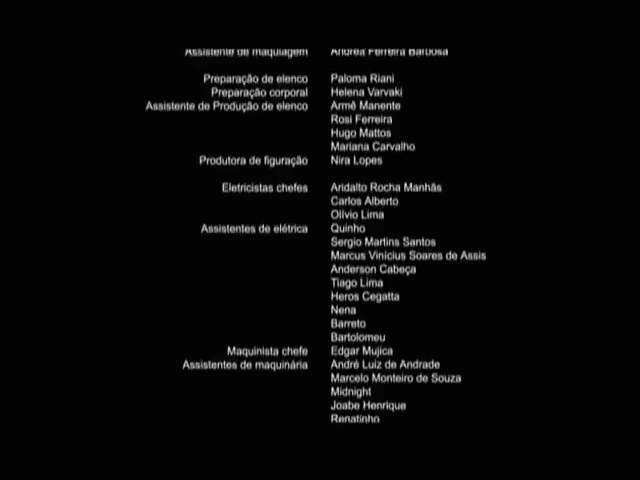 Assistente de maquiagem Andréa Ferreira Barbosa
Preparação de elenco Paloma Riani
Preparação corporal Helena Varvaki
Assistente de Produção de elenco Armê Manente
Rosi Ferreira
Hugo Mattos
Mariana Carvalho
Produtora de figuração Nira Lopes
Eletricistas chefes Aridalto Rocha Manhãs
Carlos Alberto
Olívio Lima
Assistentes de elétrica Quinho
Sergio Martins Santos
Marcus Vinícius Soares de Assis
Anderson Cabeça
Tiago Lima
Heros Cegatta
Nena
Barreto
Bartolomeu
Maquinista chefe Edgar Mujica
Assistentes de maquinária André Luiz de Andrade
Marcelo Monteiro de Souza
Midnight
Joabe Henrique
Renatinho